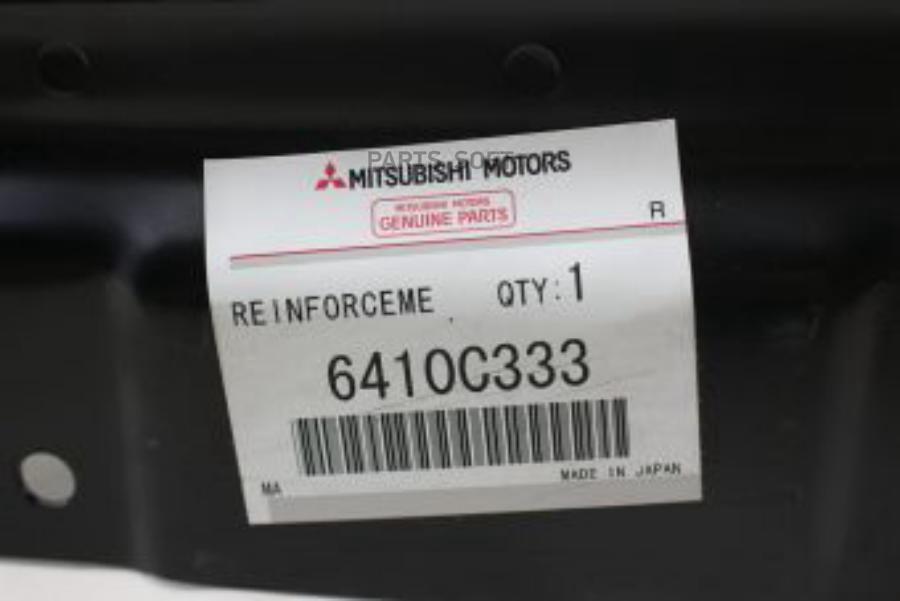 PARTS SOFT
MITSUBISHI MOTORS
MITSUBISHI MOTORS
GENUINE PARTS
R
REINFORCEME QTY:1
6410C333
MA MADE IN JAPAN